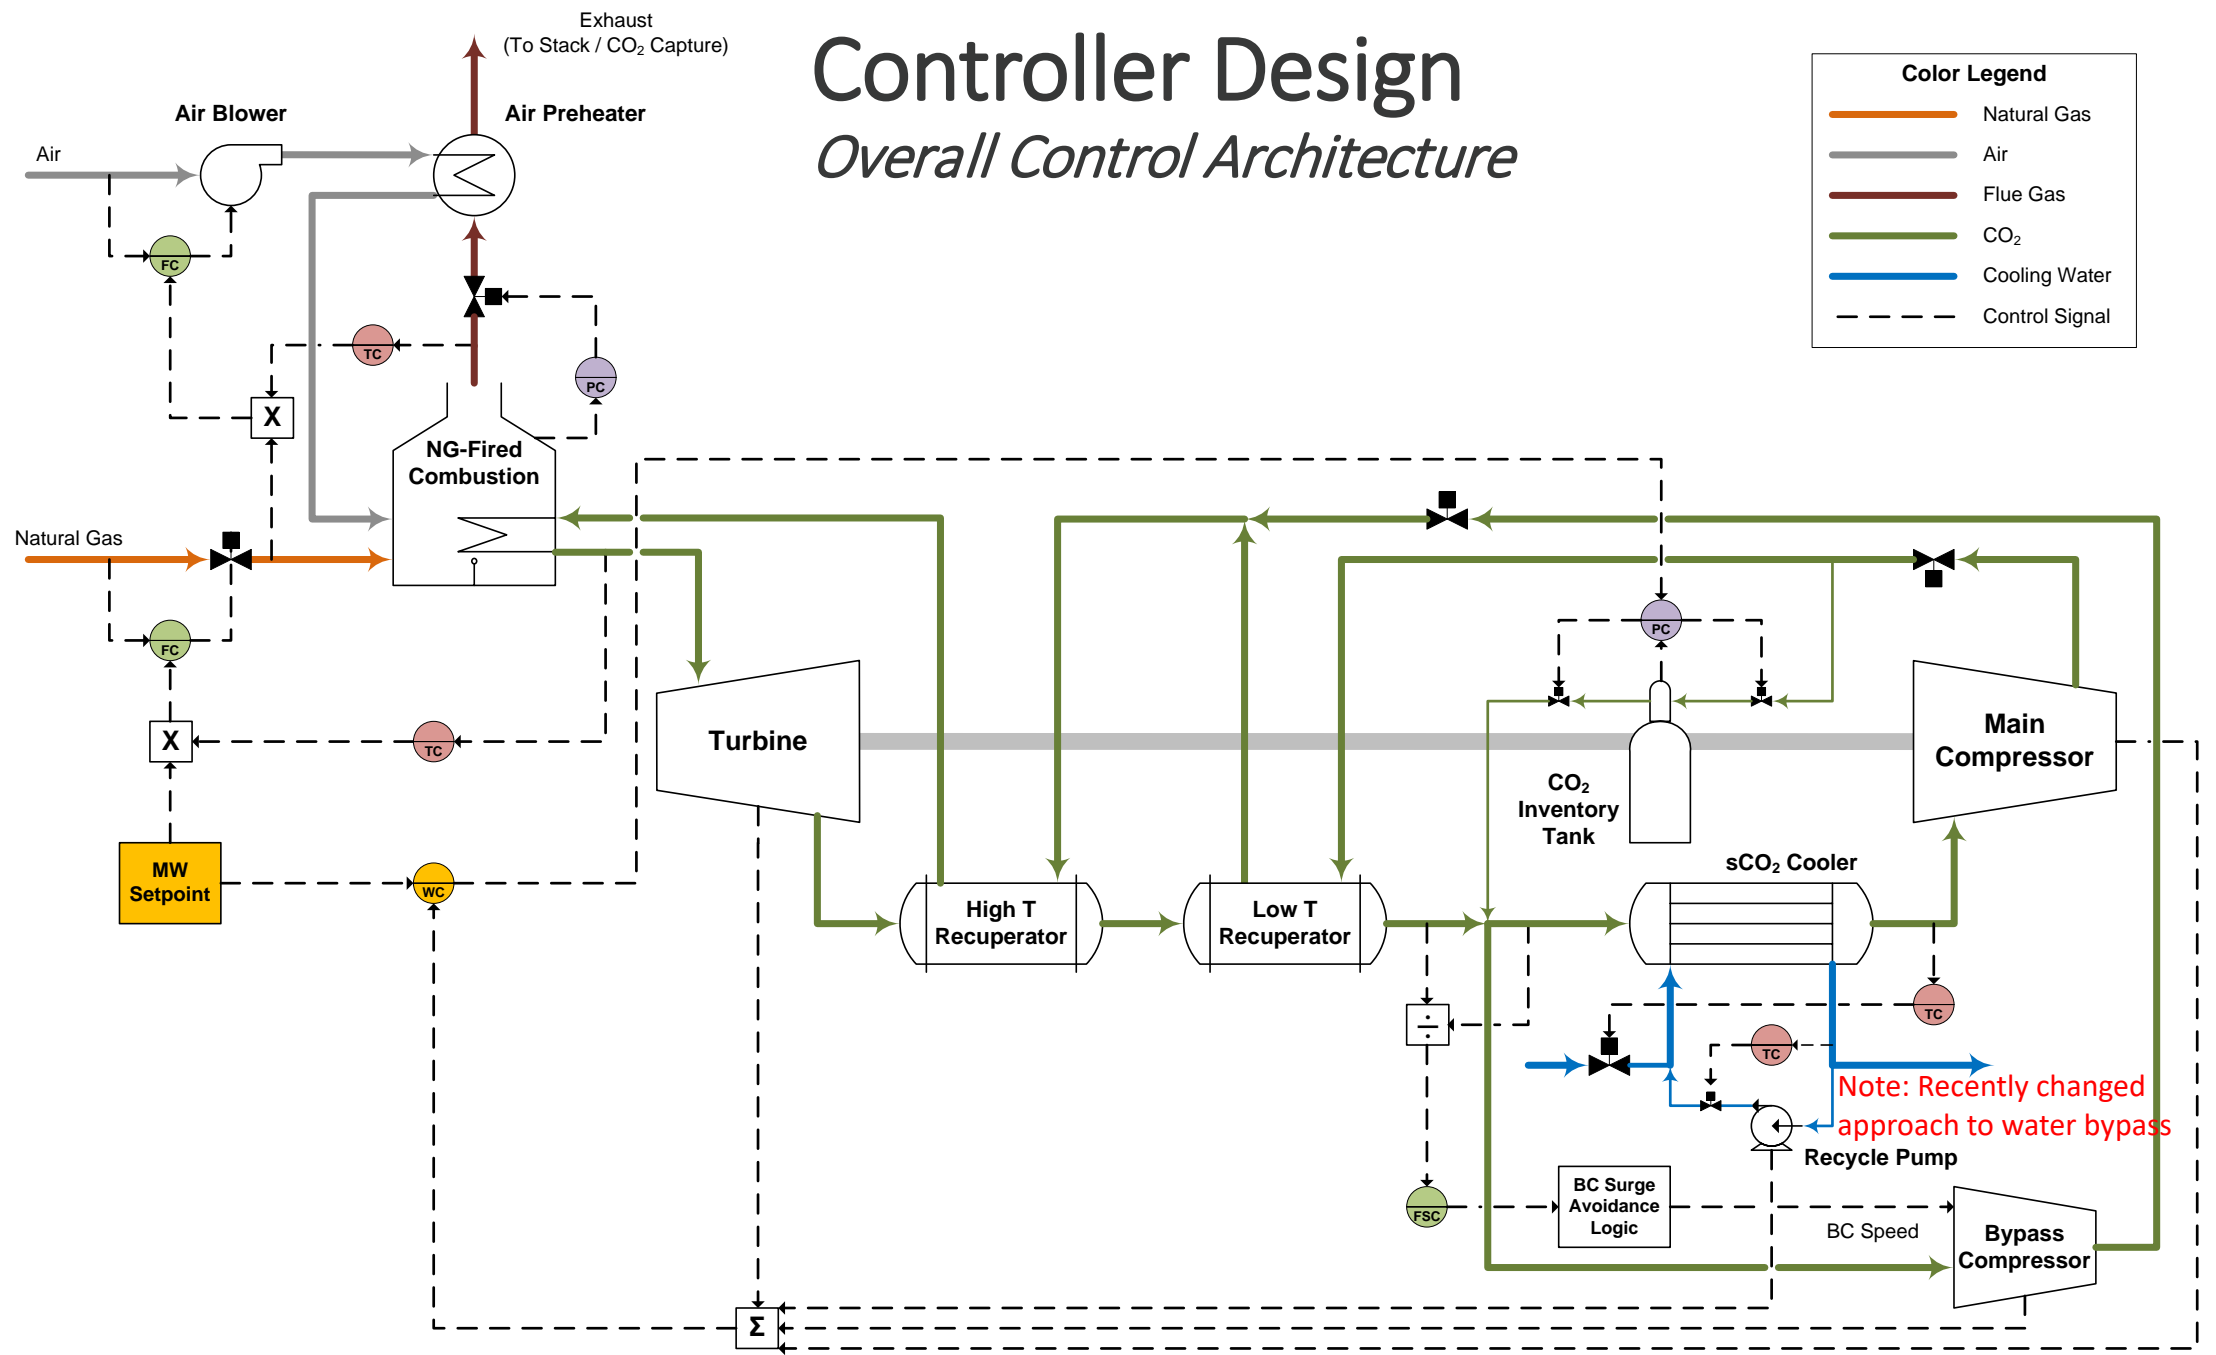 Exhaust
(To Stack / CO₂ Capture)
Controller Design
Overall Control Architecture
Color Legend
Natural Gas
Air
Flue Gas
CO₂
Cooling Water
Control Signal
Air Blower
Air Preheater
Air
FC
TC
PC
X
NG-Fired
Combustion
Natural Gas
FC
PC
X
TC
Turbine
Main
Compressor
CO₂
Inventory
Tank
MW
Setpoint
WC
sCO₂ Cooler
High T
Recuperator
Low T
Recuperator
÷
TC
TC
Note: Recently changed
approach to water bypass
Recycle Pump
FSC
BC Surge
Avoidance
Logic
BC Speed
Bypass
Compressor
Σ